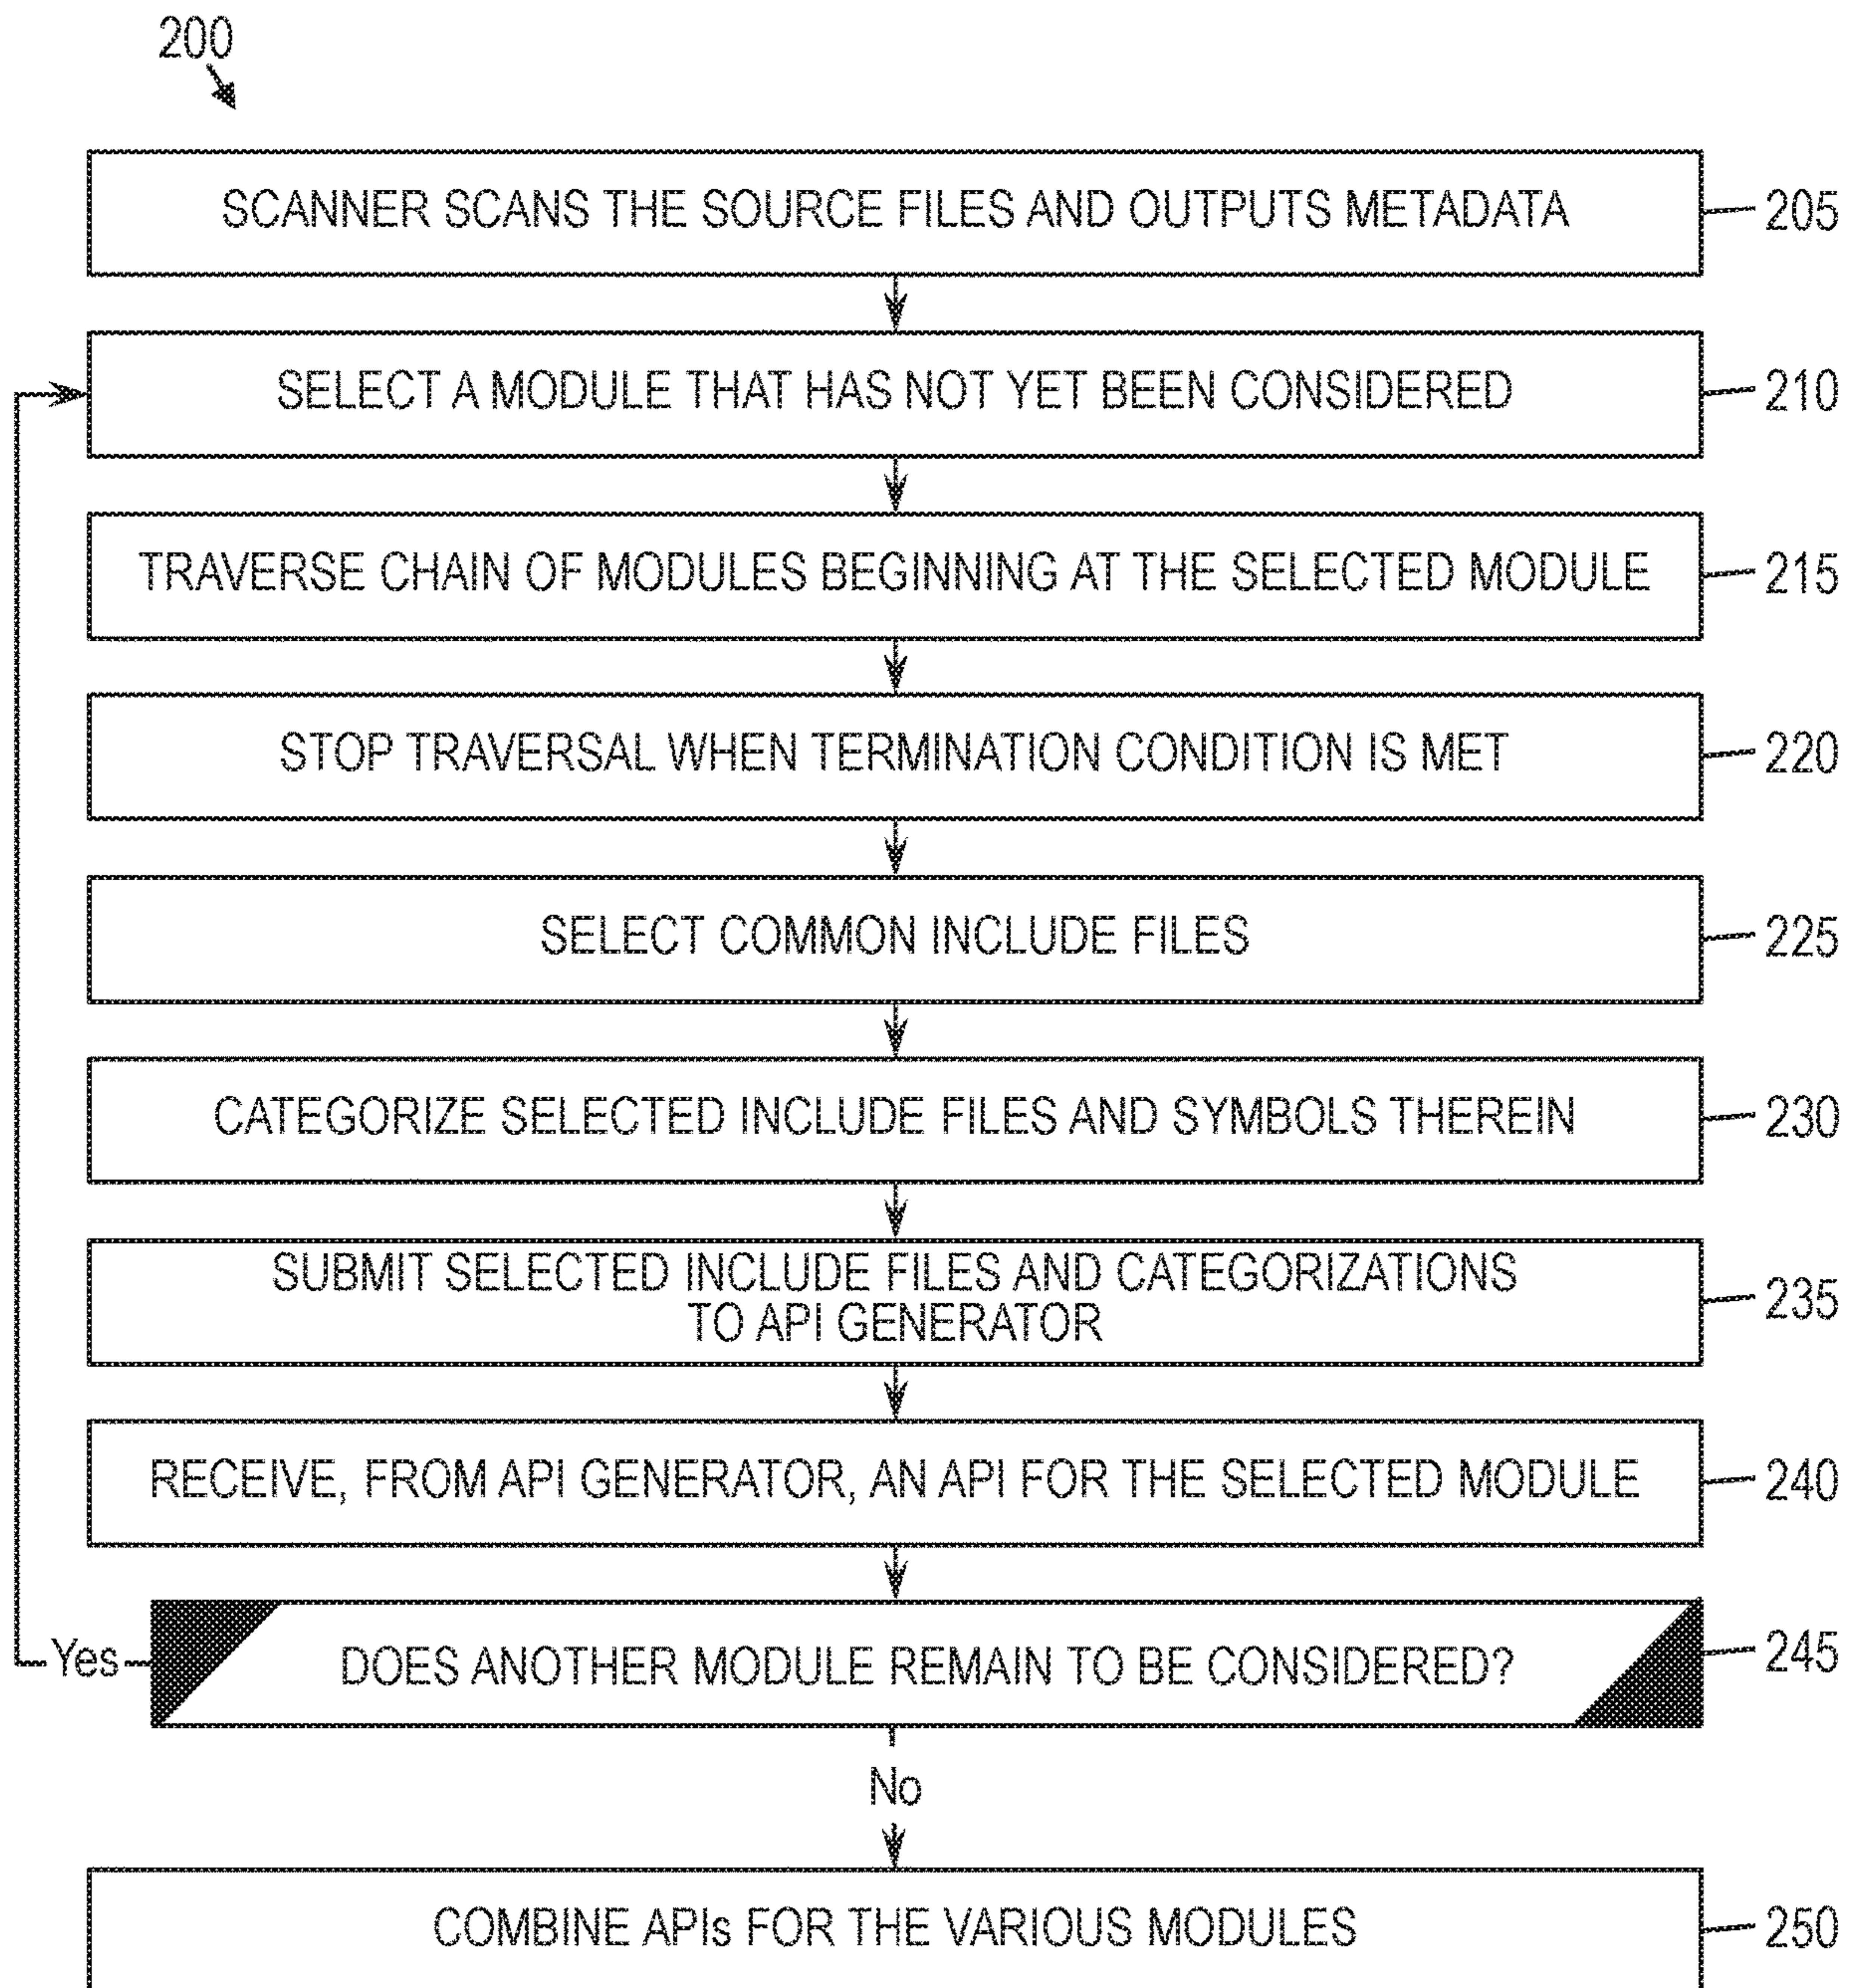 200
SCANNER SCANS THE SOURCE FILES AND OUTPUTS METADATA
205
SELECT A MODULE THAT HAS NOT YET BEEN CONSIDERED
210
TRAVERSE CHAIN OF MODULES BEGINNING AT THE SELECTED MODULE
215
STOP TRAVERSAL WHEN TERMINATION CONDITION IS MET
220
SELECT COMMON INCLUDE FILES
225
CATEGORIZE SELECTED INCLUDE FILES AND SYMBOLS THEREIN
230
SUBMIT SELECTED INCLUDE FILES AND CATEGORIZATIONS
TO API GENERATOR
235
RECEIVE, FROM API GENERATOR, AN API FOR THE SELECTED MODULE
240
Yes
DOES ANOTHER MODULE REMAIN TO BE CONSIDERED?
245
No
COMBINE APIs FOR THE VARIOUS MODULES
250